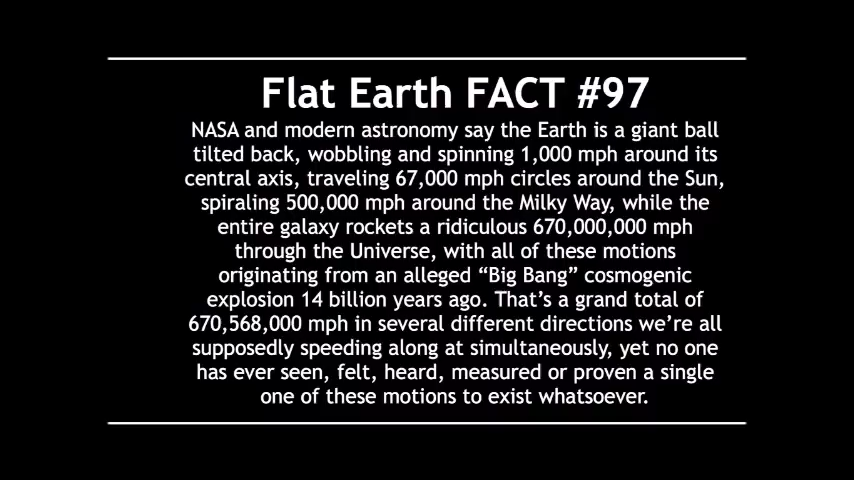 Flat Earth FACT #97
NASA and modern astronomy say the Earth is a giant ball
tilted back, wobbling and spinning 1,000 mph around its
central axis, traveling 67,000 mph circles around the Sun,
spiraling 500,000 mph around the Milky Way, while the
entire galaxy rockets a ridiculous 670,000,000 mph
through the Universe, with all of these motions
originating from an alleged “Big Bang” cosmogenic
explosion 14 billion years ago. That’s a grand total of
670,568,000 mph in several different directions we’re all
supposedly speeding along at simultaneously, yet no one
has ever seen, felt, heard, measured or proven a single
one of these motions to exist whatsoever.